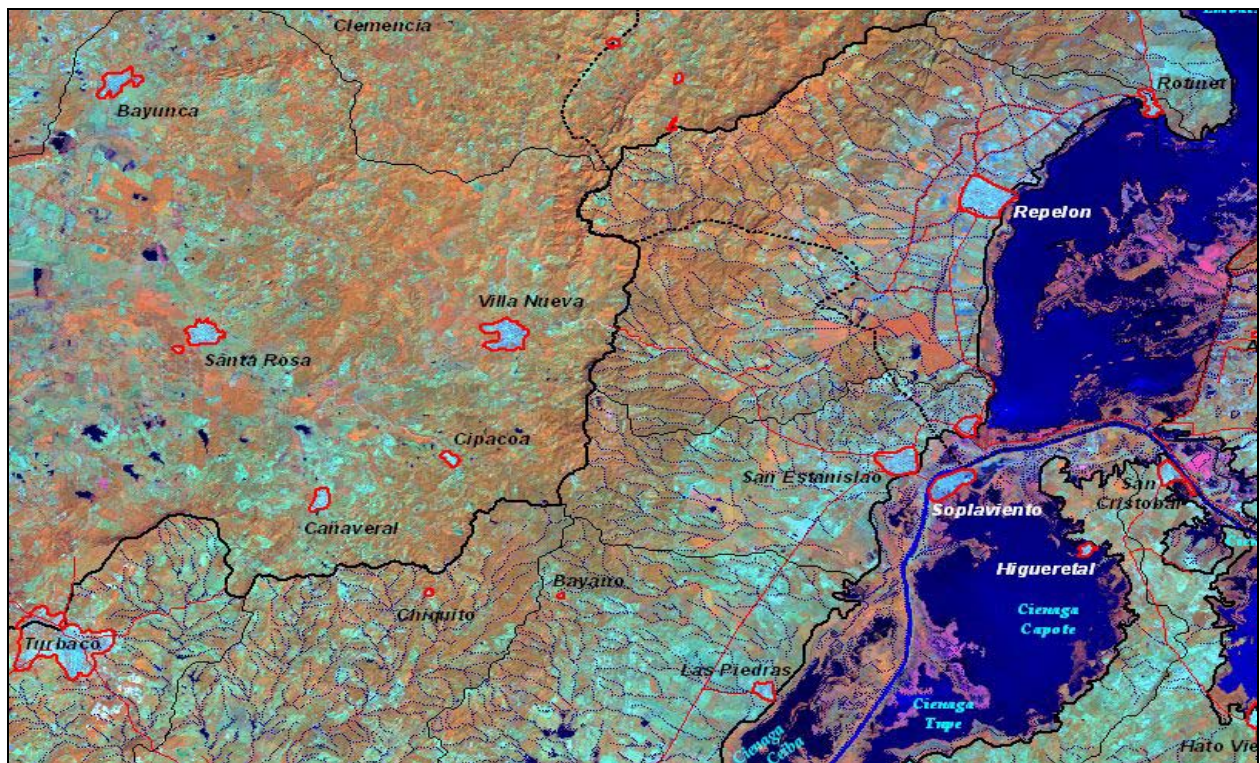 Clemencia
Rotinet
Bayunca
Repelon
Villa Nueva
Santa Rosa
Cipacoa
San Estanislao
San
Cristobal
Soplaviento
Cañaveral
Higueretal
Bayano
Chiquito
Cienaga
Capote
Turbaco
Las Piedras
Cienaga
Tupe
Cienaga
Ceiba
Hato Vie